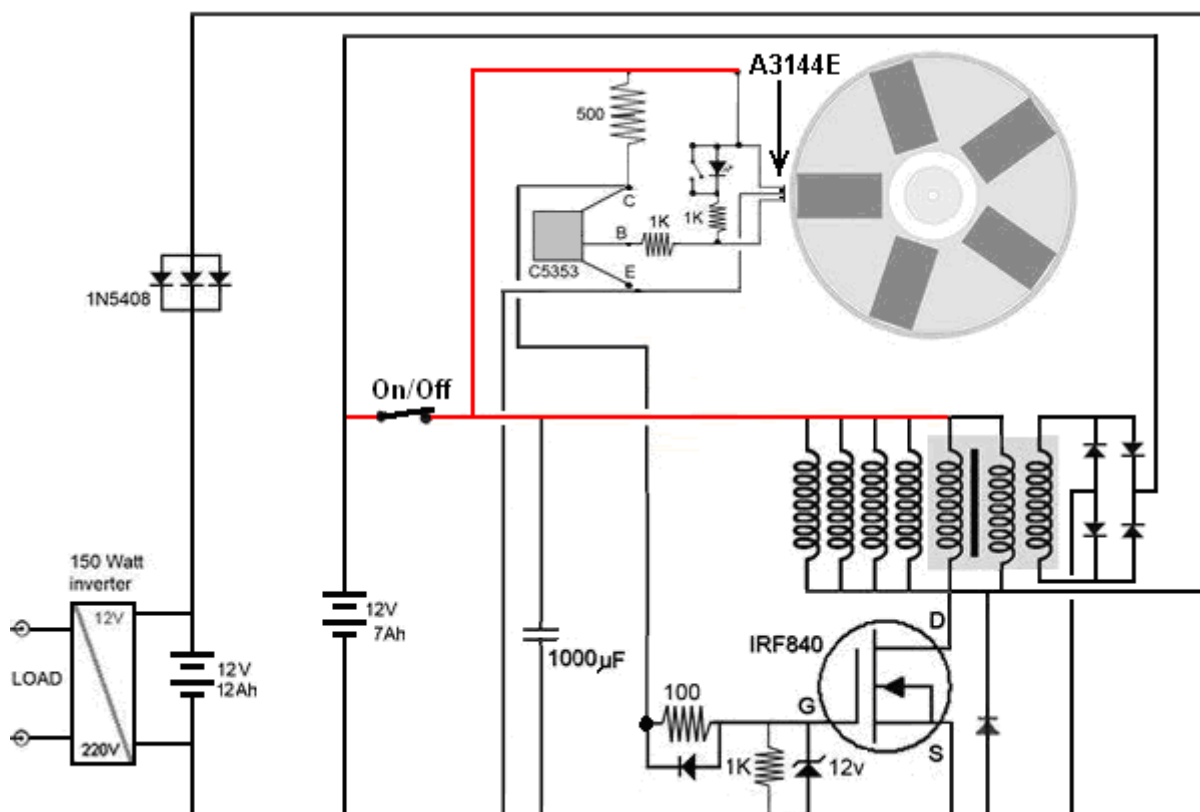 A3144E
500
C
1K
1K
B
C5353
E
1N5408
On/Off
150 Watt
inverter
12V
LOAD
220V
12V
12Ah
12V
7Ah
1000µF
D
IRF840
100
G
S
1K
12v